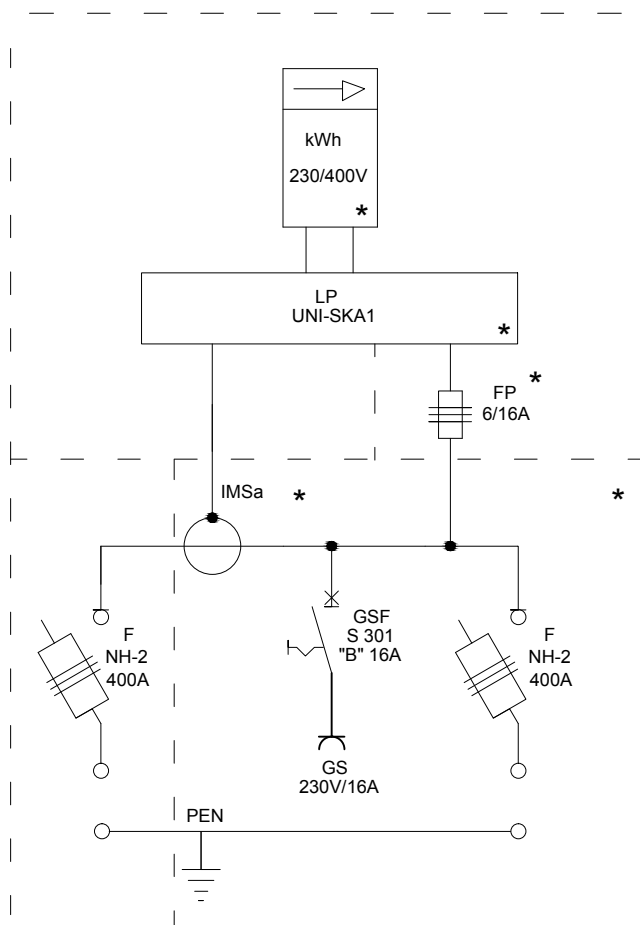 kWh
230/400V
*
LP
UNI-SKA1
*
FP *
6/16A
IMSa *
*
F
NH-2
400A
GSF
S 301
"B" 16A
F
NH-2
400A
GS
230V/16A
PEN